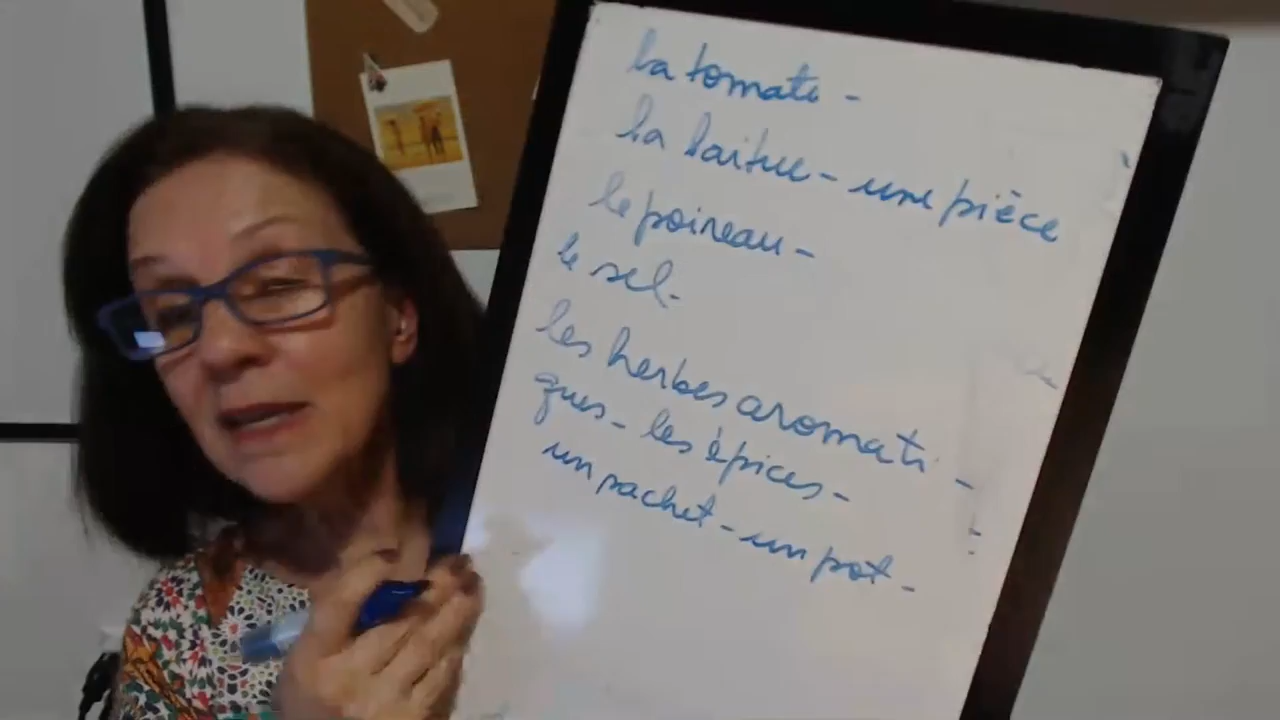 la tomate -
la laitue - une pièce
le poireau -
le sel -
les herbes aromati -
ques - les épices -
un sachet - un pot -